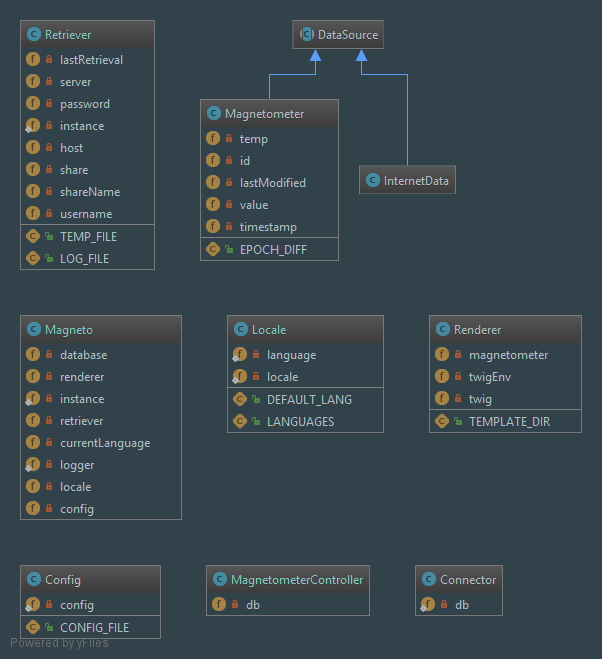 Retriever
lastRetrieval
server
password
instance
host
share
shareName
username
TEMP_FILE
LOG_FILE
DataSource
Magnetometer
temp
id
lastModified
value
timestamp
EPOCH_DIFF
InternetData
Magneto
database
renderer
instance
retriever
currentLanguage
logger
locale
config
Locale
language
locale
DEFAULT_LANG
LANGUAGES
Renderer
magnetometer
twigEnv
twig
TEMPLATE_DIR
Config
config
CONFIG_FILE
MagnetometerController
db
Connector
db
Powered by yFiles